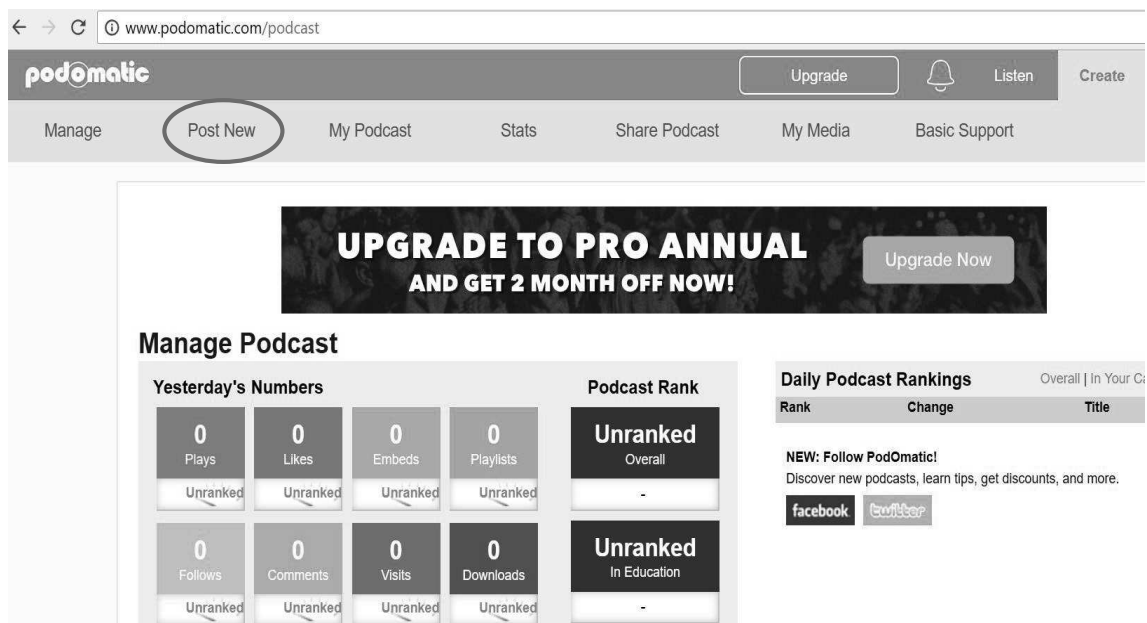 www.podomatic.com/podcast
podomatic
Upgrade
Listen
Create
Manage
Post New
My Podcast
Stats
Share Podcast
My Media
Basic Support
UPGRADE TO PRO ANNUAL
AND GET 2 MONTH OFF NOW!
Upgrade Now
Manage Podcast
Yesterday's Numbers
Podcast Rank
0 0 0 0
Plays Likes Embeds Playlists
Unranked Unranked Unranked Unranked
Unranked
Overall
-
0 0 0 0
Follows Comments Visits Downloads
Unranked Unranked Unranked Unranked
Unranked
In Education
-
Daily Podcast Rankings
Overall | In Your Ca
Rank Change Title
NEW: Follow PodOmatic!
Discover new podcasts, learn tips, get discounts, and more.
facebook twitter